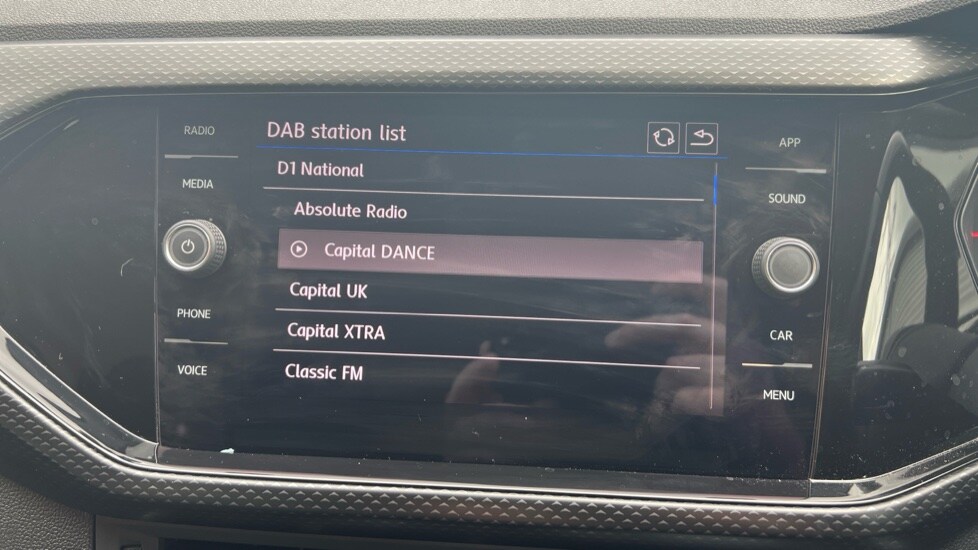 RADIO
MEDIA
PHONE
VOICE
DAB station list
D1 National
Absolute Radio
Capital DANCE
Capital UK
Capital XTRA
Classic FM
APP
SOUND
CAR
MENU